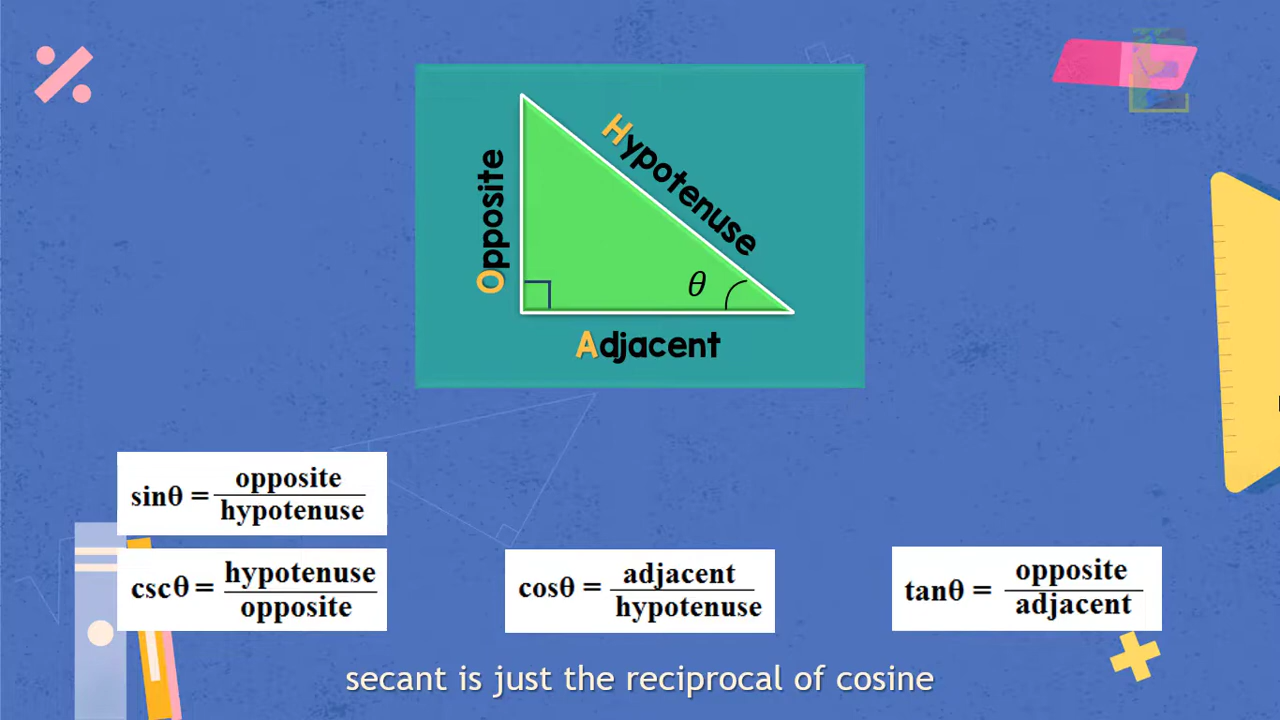 Opposite
Hypotenuse
θ
Adjacent
sinθ = opposite / hypotenuse
cscθ = hypotenuse / opposite
cosθ = adjacent / hypotenuse
tanθ = opposite / adjacent
secant is just the reciprocal of cosine